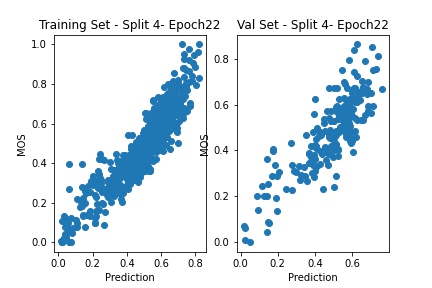 Training Set - Split 4- Epoch22
Val Set - Split 4- Epoch22
1.0
0.8
0.6
0.4
0.2
0.0
MOS
0.0 0.2 0.4 0.6 0.8
Prediction
0.8
0.6
0.4
0.2
0.0
MOS
0.0 0.2 0.4 0.6
Prediction